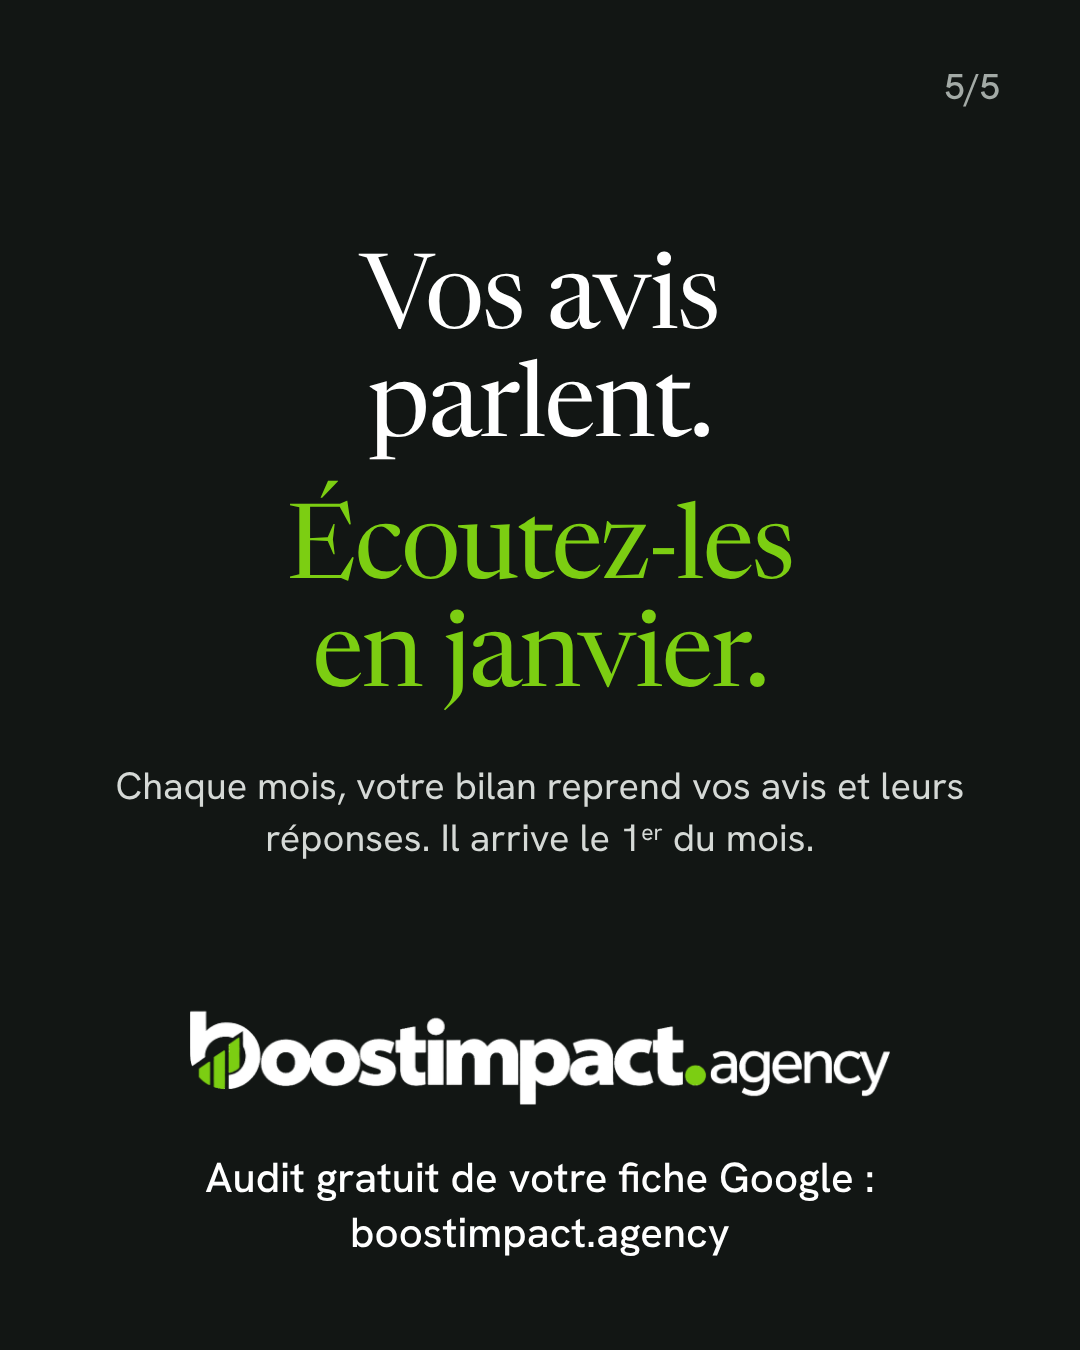 5/5
Vos avis
parlent.
Écoutez-les
en janvier.
Chaque mois, votre bilan reprend vos avis et leurs
réponses. Il arrive le 1er du mois.
boostimpact.agency
Audit gratuit de votre fiche Google :
boostimpact.agency